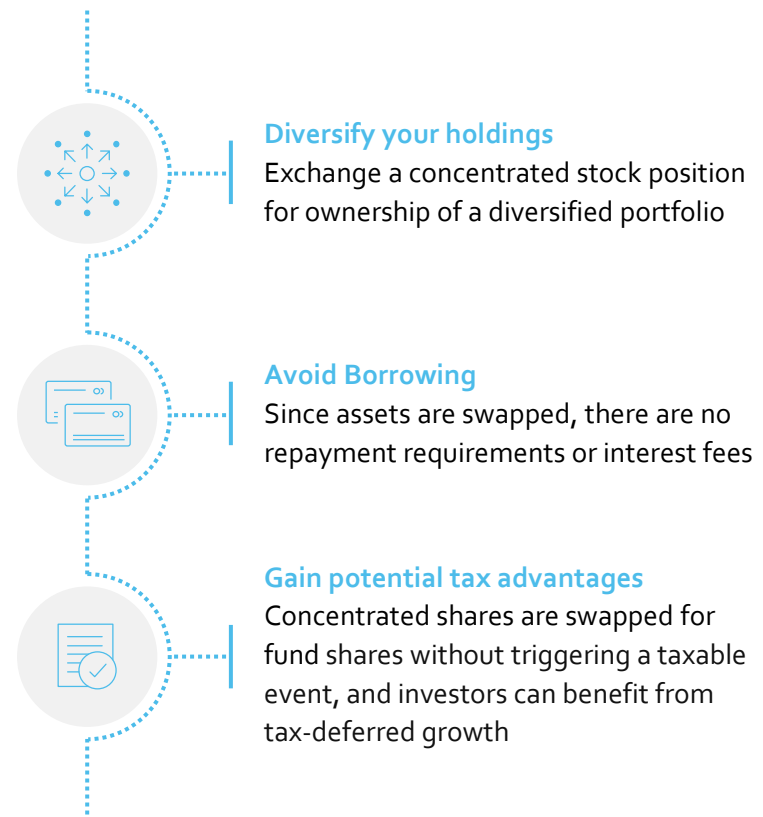 Diversify your holdings
Exchange a concentrated stock position
for ownership of a diversified portfolio
Avoid Borrowing
Since assets are swapped, there are no
repayment requirements or interest fees
Gain potential tax advantages
Concentrated shares are swapped for
fund shares without triggering a taxable
event, and investors can benefit from
tax-deferred growth